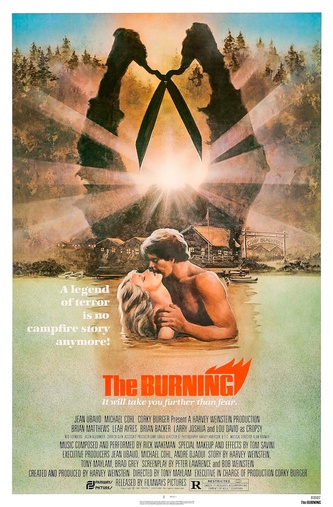 A legend
of terror
is no
campfire story
anymore!
The BURNING
It will take you further than fear.
JEAN UBAUD, MICHAEL COHL, CORKY BURGER Present A HARVEY WEINSTEIN PRODUCTION
BRIAN MATTHEWS LEAH AYRES BRIAN BACKER LARRY JOSHUA and LOU DAVID as CROPSY
MUSIC COMPOSED AND PERFORMED BY RICK WAKEMAN SPECIAL MAKEUP and EFFECTS BY TOM SAVINI
EXECUTIVE PRODUCERS JEAN UBAUD, MICHAEL COHL, ANDRE DJAOUI STORY BY HARVEY WEINSTEIN,
TONY MAYLAM, BRAD GREY SCREENPLAY BY PETER LAWRENCE and BOB WEINSTEIN
CREATED AND PRODUCED BY HARVEY WEINSTEIN DIRECTED BY TONY MAYLAM EXECUTIVE IN CHARGE OF PRODUCTION CORKY BURGER
RELEASED BY FILMWAYS PICTURES
R RESTRICTED
The BURNING